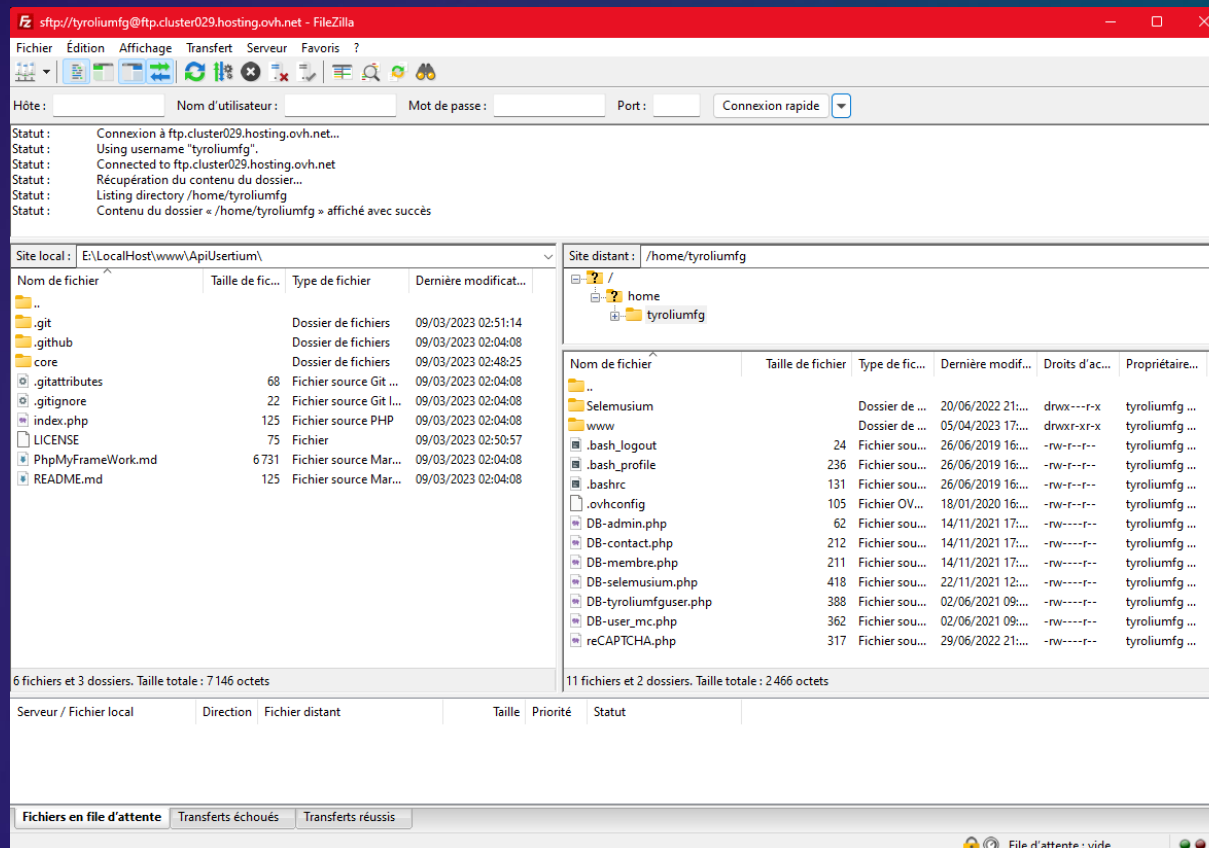 sftp://tyroliumfg@ftp.cluster029.hosting.ovh.net - FileZilla
Fichier Édition Affichage Transfert Serveur Favoris ?
Hôte : Nom d'utilisateur : Mot de passe : Port : Connexion rapide
Statut : Connexion à ftp.cluster029.hosting.ovh.net...
Statut : Using username "tyroliumfg".
Statut : Connected to ftp.cluster029.hosting.ovh.net
Statut : Récupération du contenu du dossier...
Statut : Listing directory /home/tyroliumfg
Statut : Contenu du dossier « /home/tyroliumfg » affiché avec succès
Site local : E:\LocalHost\www\ApiUsertium\
Nom de fichier Taille de fic... Type de fichier Dernière modificat...
..
.git Dossier de fichiers 09/03/2023 02:51:14
.github Dossier de fichiers 09/03/2023 02:04:08
core Dossier de fichiers 09/03/2023 02:48:25
.gitattributes 68 Fichier source Git ... 09/03/2023 02:04:08
.gitignore 22 Fichier source Git I... 09/03/2023 02:04:08
index.php 125 Fichier source PHP 09/03/2023 02:04:08
LICENSE 75 Fichier 09/03/2023 02:50:57
PhpMyFrameWork.md 6 731 Fichier source Mar... 09/03/2023 02:04:08
README.md 125 Fichier source Mar... 09/03/2023 02:04:08
6 fichiers et 3 dossiers. Taille totale : 7 146 octets
Site distant : /home/tyroliumfg
/
home
tyroliumfg
Nom de fichier Taille de fichier Type de fic... Dernière modif... Droits d'ac... Propriétaire...
..
Selemusium Dossier de ... 20/06/2022 21:... drwx---r-x tyroliumfg ...
www Dossier de ... 05/04/2023 17:... drwxr-xr-x tyroliumfg ...
.bash_logout 24 Fichier sou... 26/06/2019 16:... -rw-r--r-- tyroliumfg ...
.bash_profile 236 Fichier sou... 26/06/2019 16:... -rw-r--r-- tyroliumfg ...
.bashrc 131 Fichier sou... 26/06/2019 16:... -rw-r--r-- tyroliumfg ...
.ovhconfig 105 Fichier OV... 18/01/2020 16:... -rw-r--r-- tyroliumfg ...
DB-admin.php 62 Fichier sou... 14/11/2021 17:... -rw----r-- tyroliumfg ...
DB-contact.php 212 Fichier sou... 14/11/2021 17:... -rw----r-- tyroliumfg ...
DB-membre.php 211 Fichier sou... 14/11/2021 17:... -rw----r-- tyroliumfg ...
DB-selemusium.php 418 Fichier sou... 22/11/2021 12:... -rw----r-- tyroliumfg ...
DB-tyroliumfguser.php 388 Fichier sou... 02/06/2021 09:... -rw----r-- tyroliumfg ...
DB-user_mc.php 362 Fichier sou... 02/06/2021 09:... -rw----r-- tyroliumfg ...
reCAPTCHA.php 317 Fichier sou... 29/06/2022 21:... -rw----r-- tyroliumfg ...
11 fichiers et 2 dossiers. Taille totale : 2 466 octets
Serveur / Fichier local Direction Fichier distant Taille Priorité Statut
Fichiers en file d'attente Transferts échoués Transferts réussis
File d'attente : vide